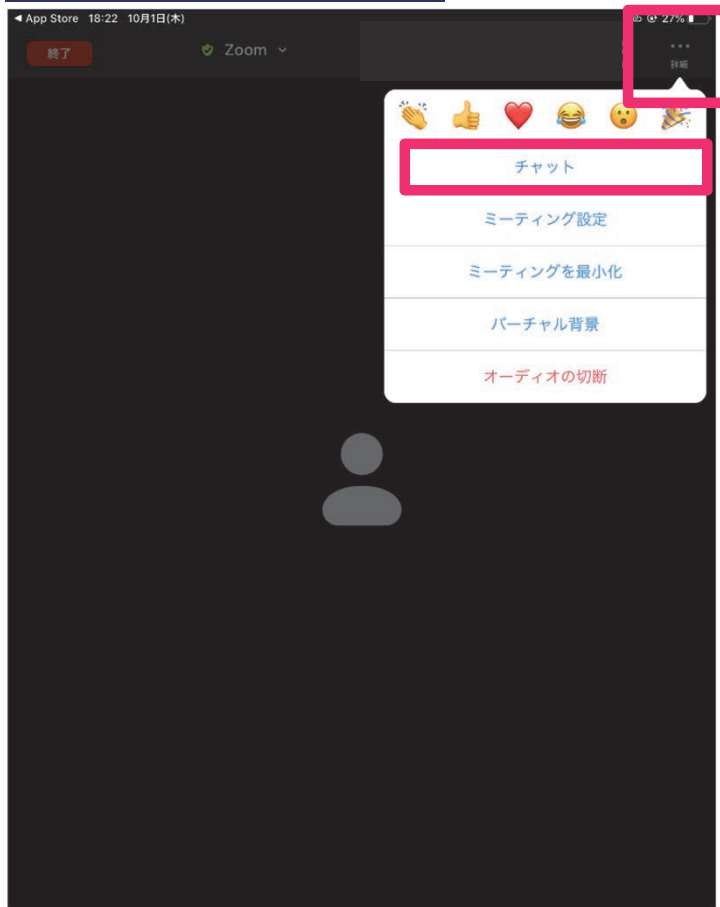 ◀ App Store 18:22 10月1日(木) 27%
終了 Zoom
詳細
チャット
ミーティング設定
ミーティングを最小化
バーチャル背景
オーディオの切断